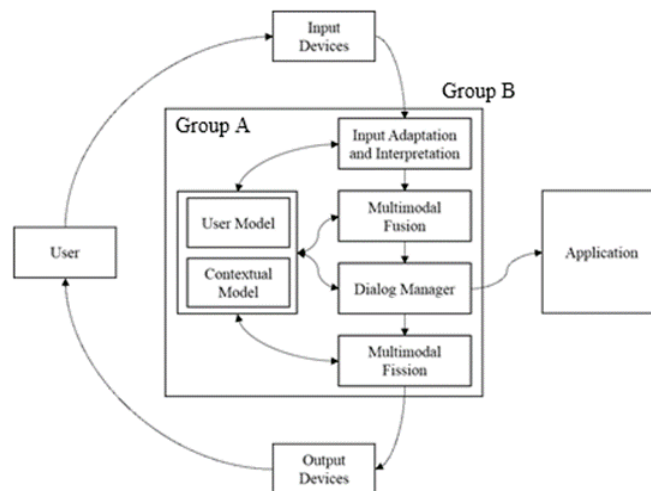 Input
Devices
Group B
Group A
Input Adaptation
and Interpretation
User Model
Multimodal
Fusion
User
Contextual
Model
Dialog Manager
Application
Multimodal
Fission
Output
Devices